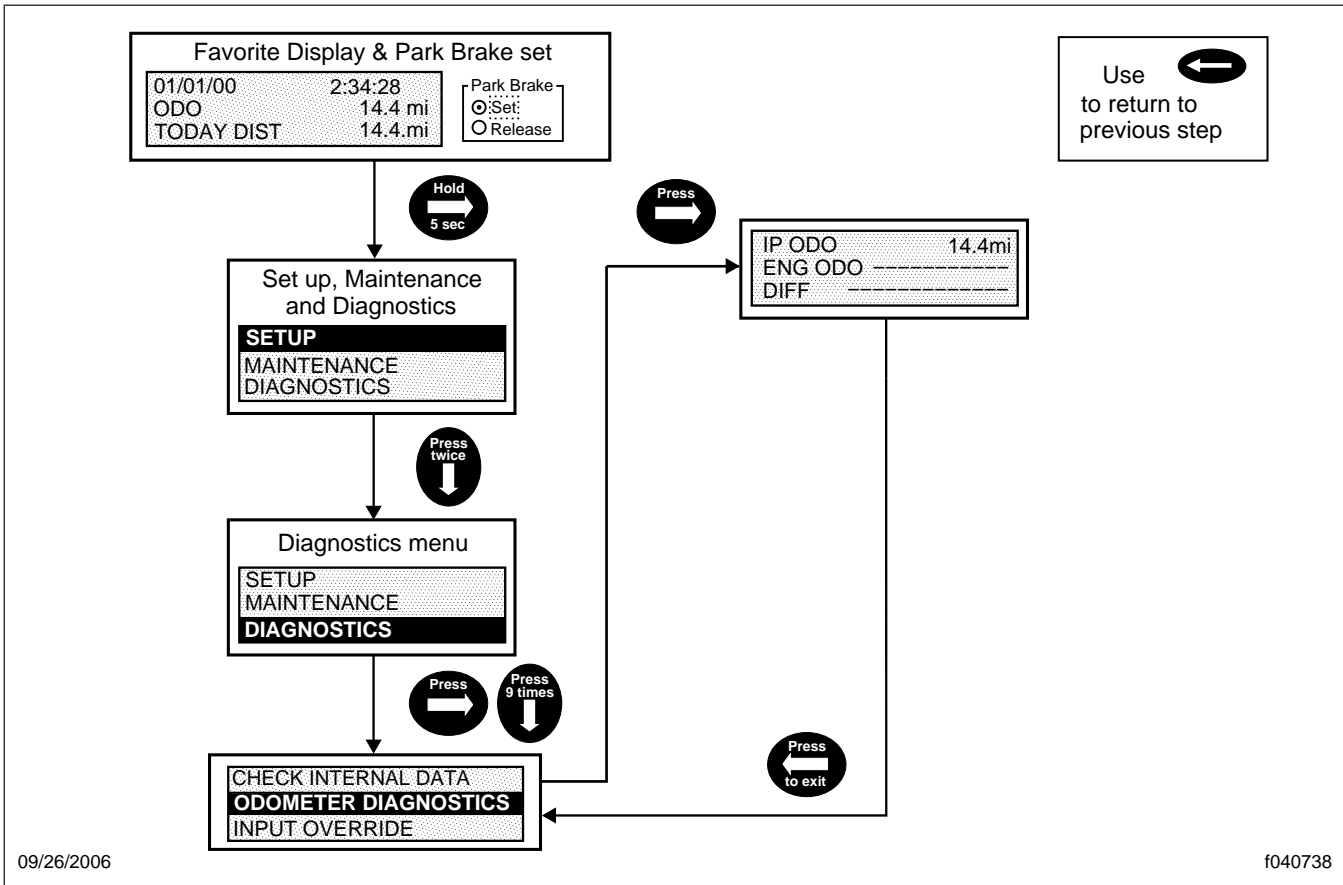 Favorite Display & Park Brake set
01/01/00 2:34:28
ODO 14.4 mi
TODAY DIST 14.4.mi
Park Brake
Set
Release
Use
to return to
previous step
Hold
5 sec
Press
IP ODO 14.4mi
ENG ODO –––––––––––
DIFF –––––––––––––
Set up, Maintenance
and Diagnostics
SETUP
MAINTENANCE
DIAGNOSTICS
Press
twice
Diagnostics menu
SETUP
MAINTENANCE
DIAGNOSTICS
Press
Press
9 times
CHECK INTERNAL DATA
ODOMETER DIAGNOSTICS
INPUT OVERRIDE
Press
to exit
09/26/2006
f040738